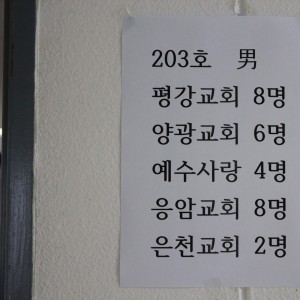 203호 男
평강교회 8명
양광교회 6명
예수사랑 4명
응암교회 8명
은천교회 2명